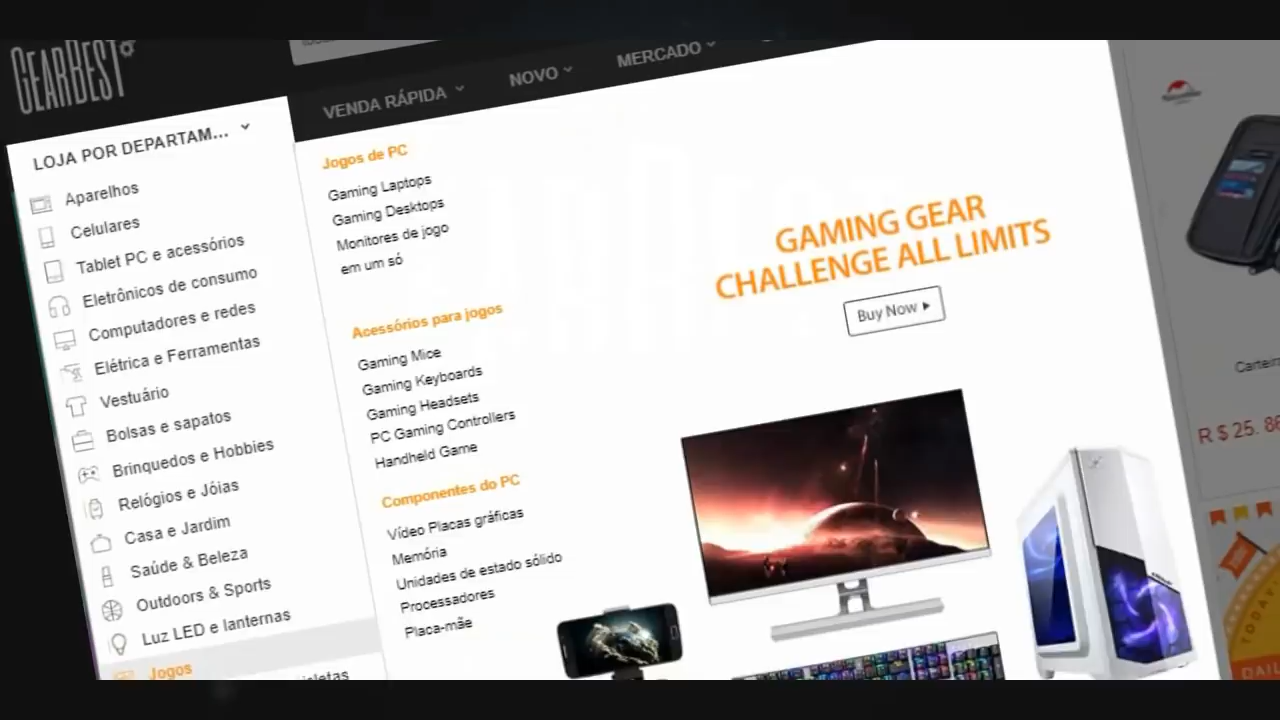 GEARBEST
VENDA RÁPIDA
NOVO
MERCADO
LOJA POR DEPARTAM...
Aparelhos
Celulares
Tablet PC e acessórios
Eletrônicos de consumo
Computadores e redes
Elétrica e Ferramentas
Vestuário
Bolsas e sapatos
Brinquedos e Hobbies
Relógios e Jóias
Casa e Jardim
Saúde & Beleza
Outdoors & Sports
Luz LED e lanternas
Jogos
Jogos de PC
Gaming Laptops
Gaming Desktops
Monitores de jogo
em um só
Acessórios para jogos
Gaming Mice
Gaming Keyboards
Gaming Headsets
PC Gaming Controllers
Handheld Game
Componentes do PC
Vídeo Placas gráficas
Memória
Unidades de estado sólido
Processadores
Placa-mãe
GAMING GEAR
CHALLENGE ALL LIMITS
Buy Now
R $ 25. 86
TODAY